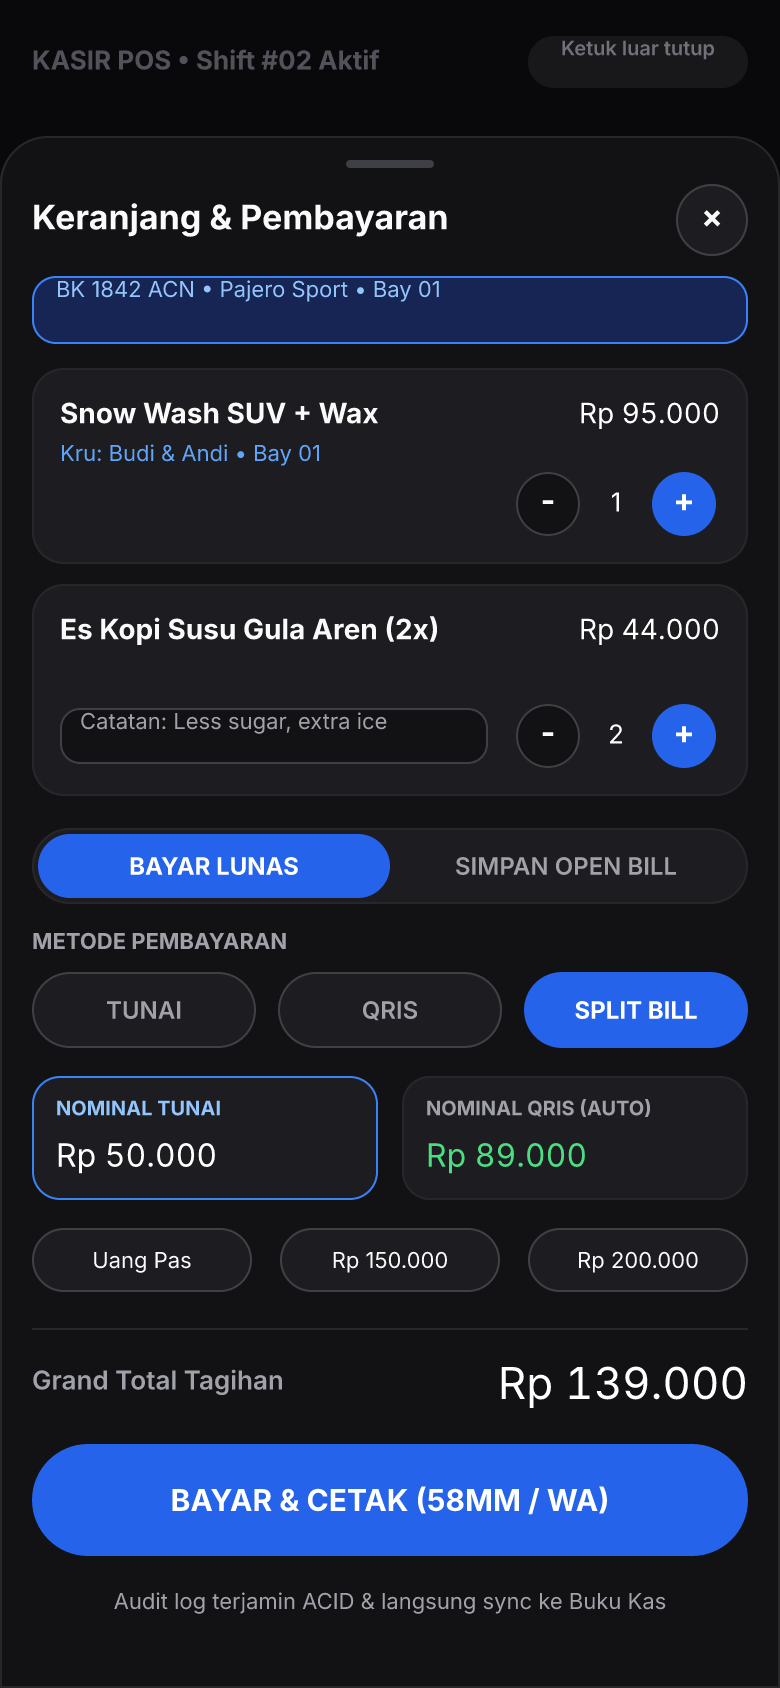 KASIR POS • Shift #02 Aktif
Ketuk luar tutup
Keranjang & Pembayaran
×
BK 1842 ACN • Pajero Sport • Bay 01
Snow Wash SUV + Wax
Rp 95.000
Kru: Budi & Andi • Bay 01
- 1 +
Es Kopi Susu Gula Aren (2x)
Rp 44.000
Catatan: Less sugar, extra ice
- 2 +
BAYAR LUNAS
SIMPAN OPEN BILL
METODE PEMBAYARAN
TUNAI
QRIS
SPLIT BILL
NOMINAL TUNAI
Rp 50.000
NOMINAL QRIS (AUTO)
Rp 89.000
Uang Pas
Rp 150.000
Rp 200.000
Grand Total Tagihan
Rp 139.000
BAYAR & CETAK (58MM / WA)
Audit log terjamin ACID & langsung sync ke Buku Kas